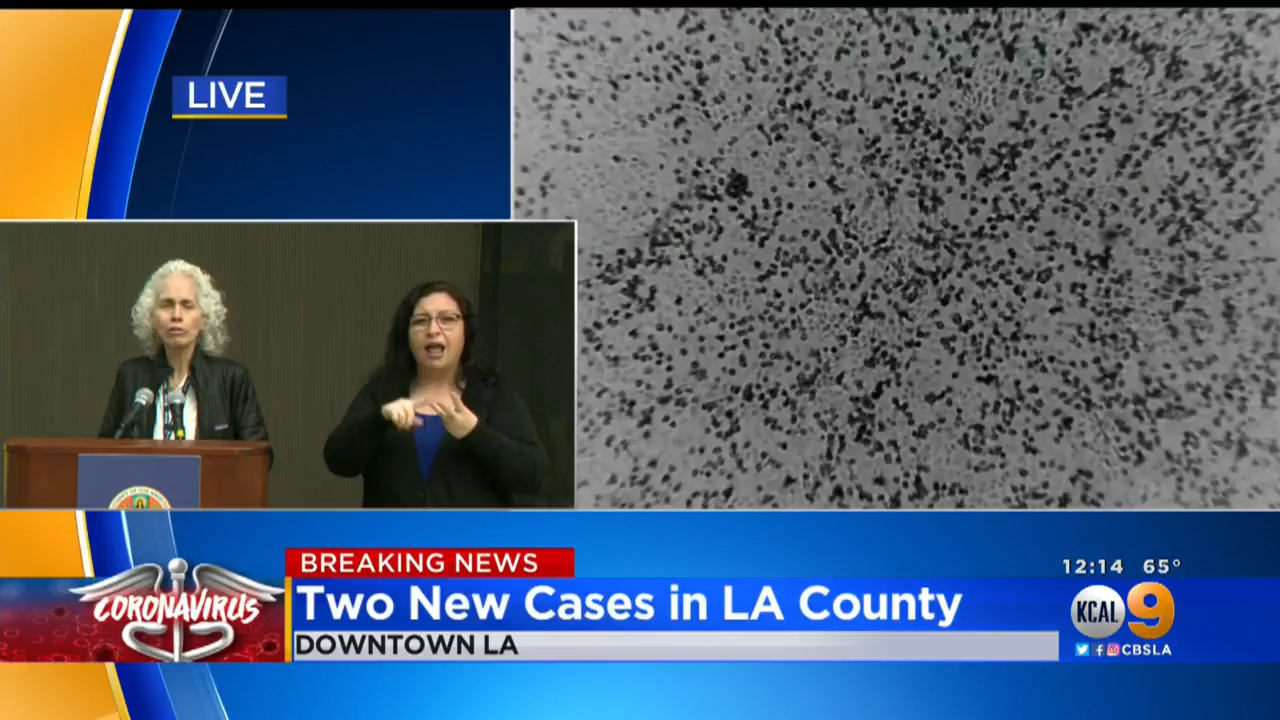 LIVE
BREAKING NEWS
Two New Cases in LA County
DOWNTOWN LA
CORONAVIRUS
12:14 65°
KCAL 9
CBSLA